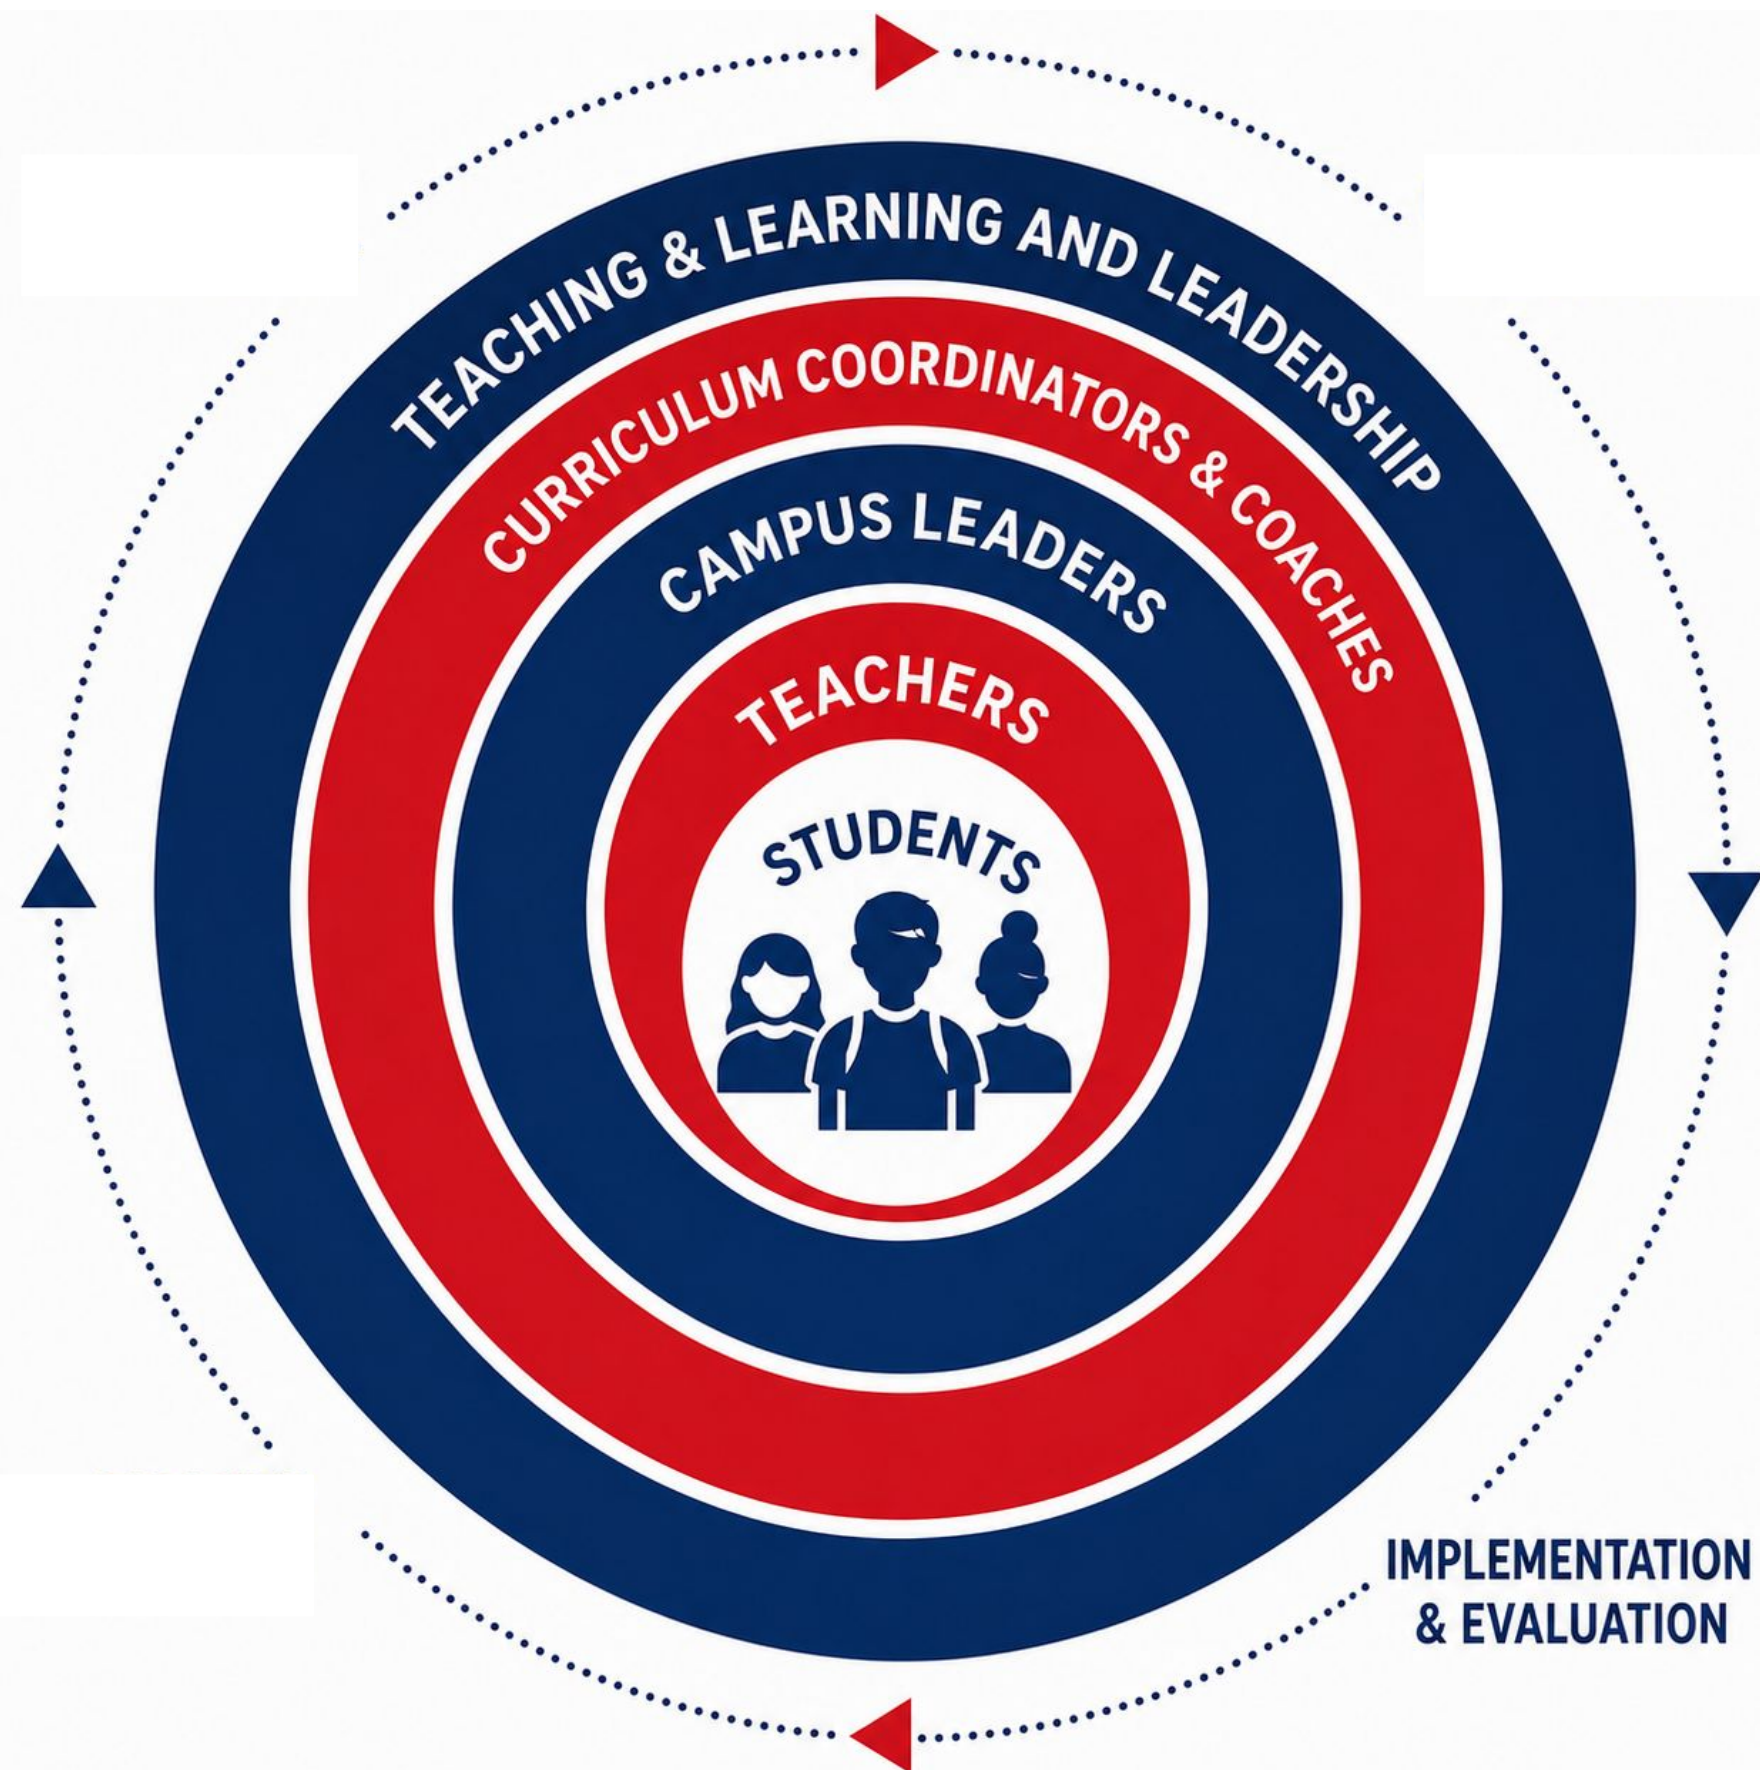 TEACHING & LEARNING AND LEADERSHIP
CURRICULUM COORDINATORS & COACHES
CAMPUS LEADERS
TEACHERS
STUDENTS
IMPLEMENTATION
& EVALUATION